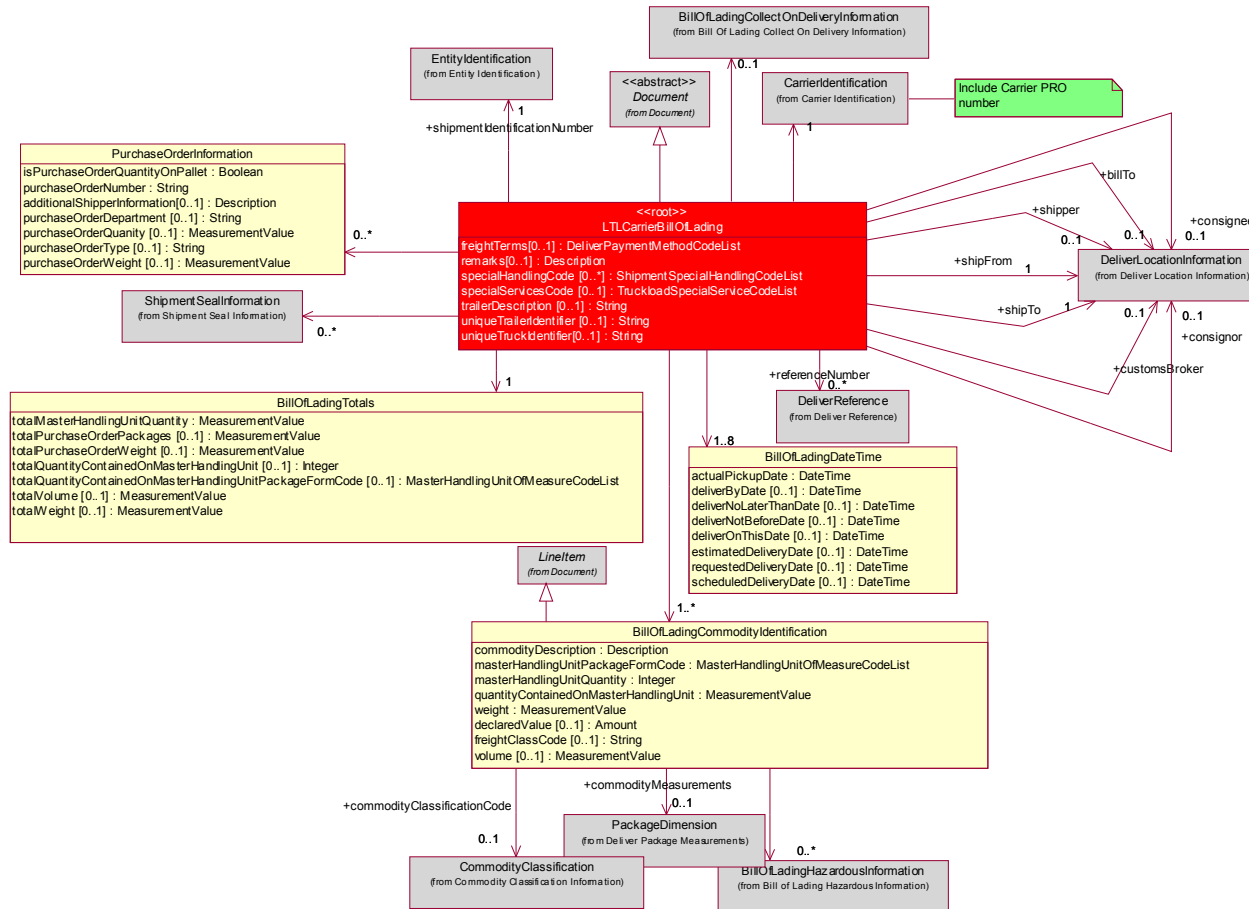 BillOfLadingCollectOnDeliveryInformation
(from Bill Of Lading Collect On Delivery Information)
0..1
EntityIdentification
(from Entity Identification)
1
+shipmentIdentificationNumber
<<abstract>>
Document
(from Document)
CarrierIdentification
(from Carrier Identification)
1
Include Carrier PRO
number
PurchaseOrderInformation
isPurchaseOrderQuantityOnPallet : Boolean
purchaseOrderNumber : String
additionalShipperInformation[0..1] : Description
purchaseOrderDepartment [0..1] : String
purchaseOrderQuanity [0..1] : MeasurementValue
purchaseOrderType [0..1] : String
purchaseOrderWeight [0..1] : MeasurementValue
0..*
<<root>>
LTLCarrierBillOfLading
freightTerms[0..1] : DeliverPaymentMethodCodeList
remarks[0..1] : Description
specialHandlingCode [0..*] : ShipmentSpecialHandlingCodeList
specialServicesCode [0..1] : TruckloadSpecialServiceCodeList
trailerDescription [0..1] : String
uniqueTrailerIdentifier [0..1] : String
uniqueTruckIdentifier[0..1] : String
+billTo
0..1
+shipper
0..1
+consigned
0..1
+shipFrom
1
DeliverLocationInformation
(from Deliver Location Information)
+shipTo
1
0..1
+customsBroker
0..1
+consignor
ShipmentSealInformation
(from Shipment Seal Information)
0..*
1
BillOfLadingTotals
totalMasterHandlingUnitQuantity : MeasurementValue
totalPurchaseOrderPackages [0..1] : MeasurementValue
totalPurchaseOrderWeight [0..1] : MeasurementValue
totalQuantityContainedOnMasterHandlingUnit [0..1] : Integer
totalQuantityContainedOnMasterHandlingUnitPackageFormCode [0..1] : MasterHandlingUnitOfMeasureCodeList
totalVolume [0..1] : MeasurementValue
totalWeight [0..1] : MeasurementValue
+referenceNumber
0..*
DeliverReference
(from Deliver Reference)
1..8
BillOfLadingDateTime
actualPickupDate : DateTime
deliverByDate [0..1] : DateTime
deliverNoLaterThanDate [0..1] : DateTime
deliverNotBeforeDate [0..1] : DateTime
deliverOnThisDate [0..1] : DateTime
estimatedDeliveryDate [0..1] : DateTime
requestedDeliveryDate [0..1] : DateTime
scheduledDeliveryDate [0..1] : DateTime
LineItem
(from Document)
1..*
BillOfLadingCommodityIdentification
commodityDescription : Description
masterHandlingUnitPackageFormCode : MasterHandlingUnitOfMeasureCodeList
masterHandlingUnitQuantity : Integer
quantityContainedOnMasterHandlingUnit : MeasurementValue
weight : MeasurementValue
declaredValue [0..1] : Amount
freightClassCode [0..1] : String
volume [0..1] : MeasurementValue
+commodityClassificationCode
0..1
+commodityMeasurements
0..1
0..*
PackageDimension
(from Deliver Package Measurements)
CommodityClassification
(from Commodity Classification Information)
BillOfLadingHazardousInformation
(from Bill of Lading Hazardous Information)